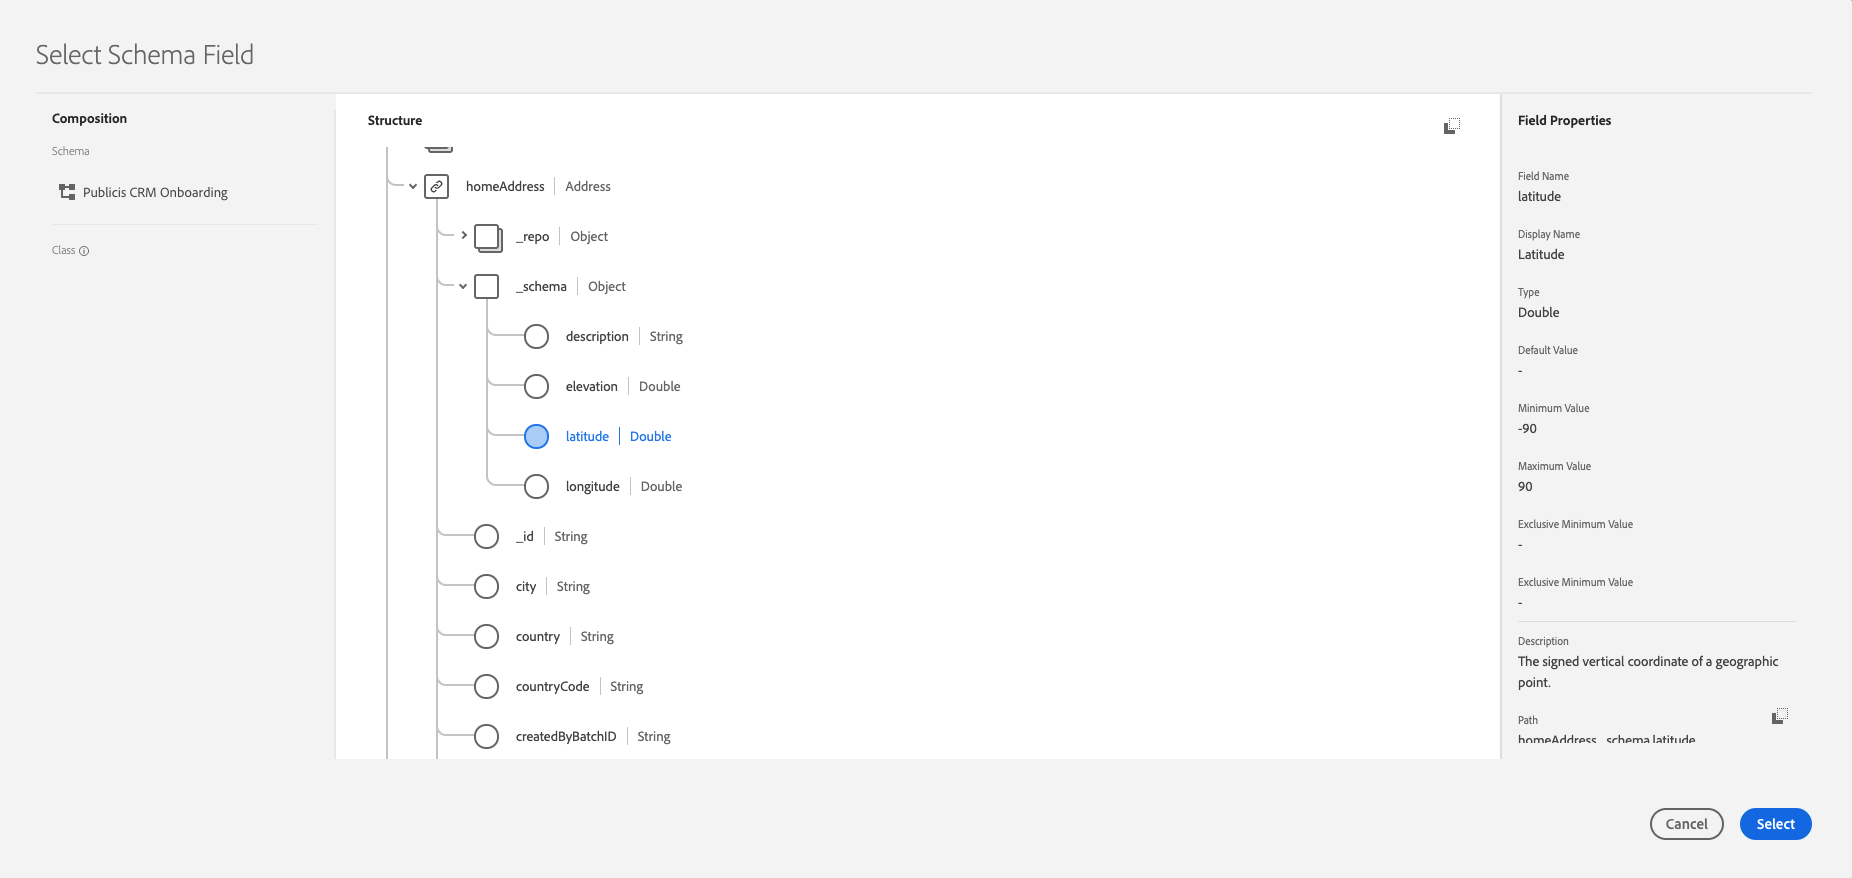 Select Schema Field
Composition
Schema
Publicis CRM Onboarding
Class
Structure
homeAddress Address
_repo Object
_schema Object
description String
elevation Double
latitude Double
longitude Double
_id String
city String
country String
countryCode String
createdByBatchID String
Field Properties
Field Name
latitude
Display Name
Latitude
Type
Double
Default Value
-
Minimum Value
-90
Maximum Value
90
Exclusive Minimum Value
-
Exclusive Minimum Value
-
Description
The signed vertical coordinate of a geographic
point.
Path
homeAddress._schema.latitude
Cancel
Select